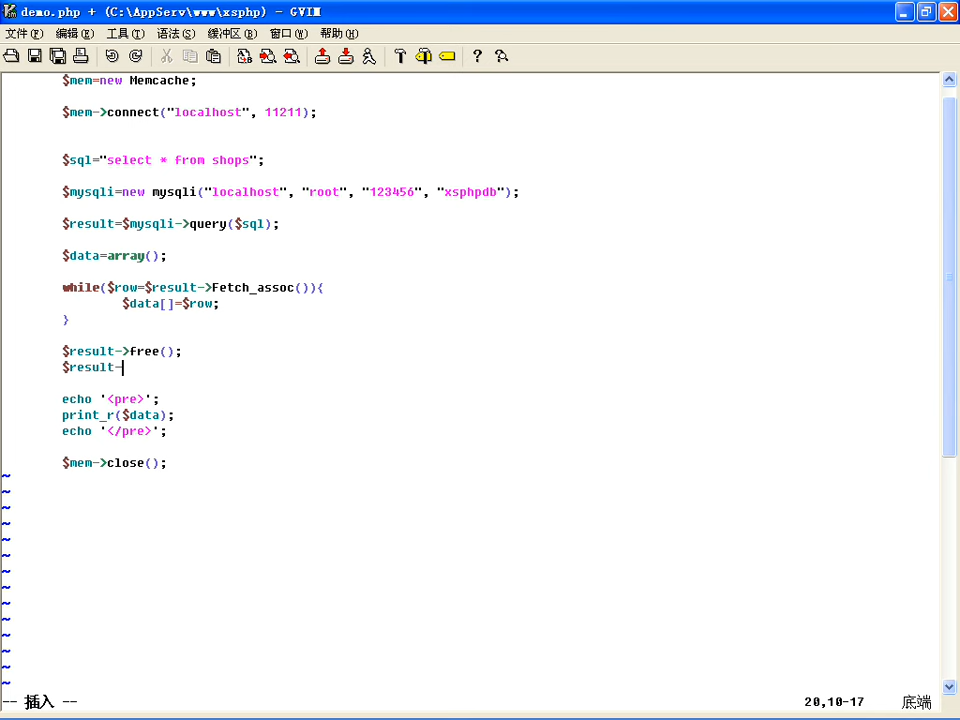 demo.php + (C:\AppServ\www\xsphp) - GVIM
文件(F) 编辑(E) 工具(T) 语法(S) 缓冲区(B) 窗口(W) 帮助(H)
$mem=new Memcache;
$mem->connect("localhost", 11211);
$sql="select * from shops";
$mysqli=new mysqli("localhost", "root", "123456", "xsphpdb");
$result=$mysqli->query($sql);
$data=array();
while($row=$result->Fetch_assoc()){
$data[]=$row;
}
$result->free();
$result-
echo '<pre>';
print_r($data);
echo '</pre>';
$mem->close();
~
~
~
~
~
~
~
~
~
~
~
~
~
~
-- 插入 -- 20,10-17 底端